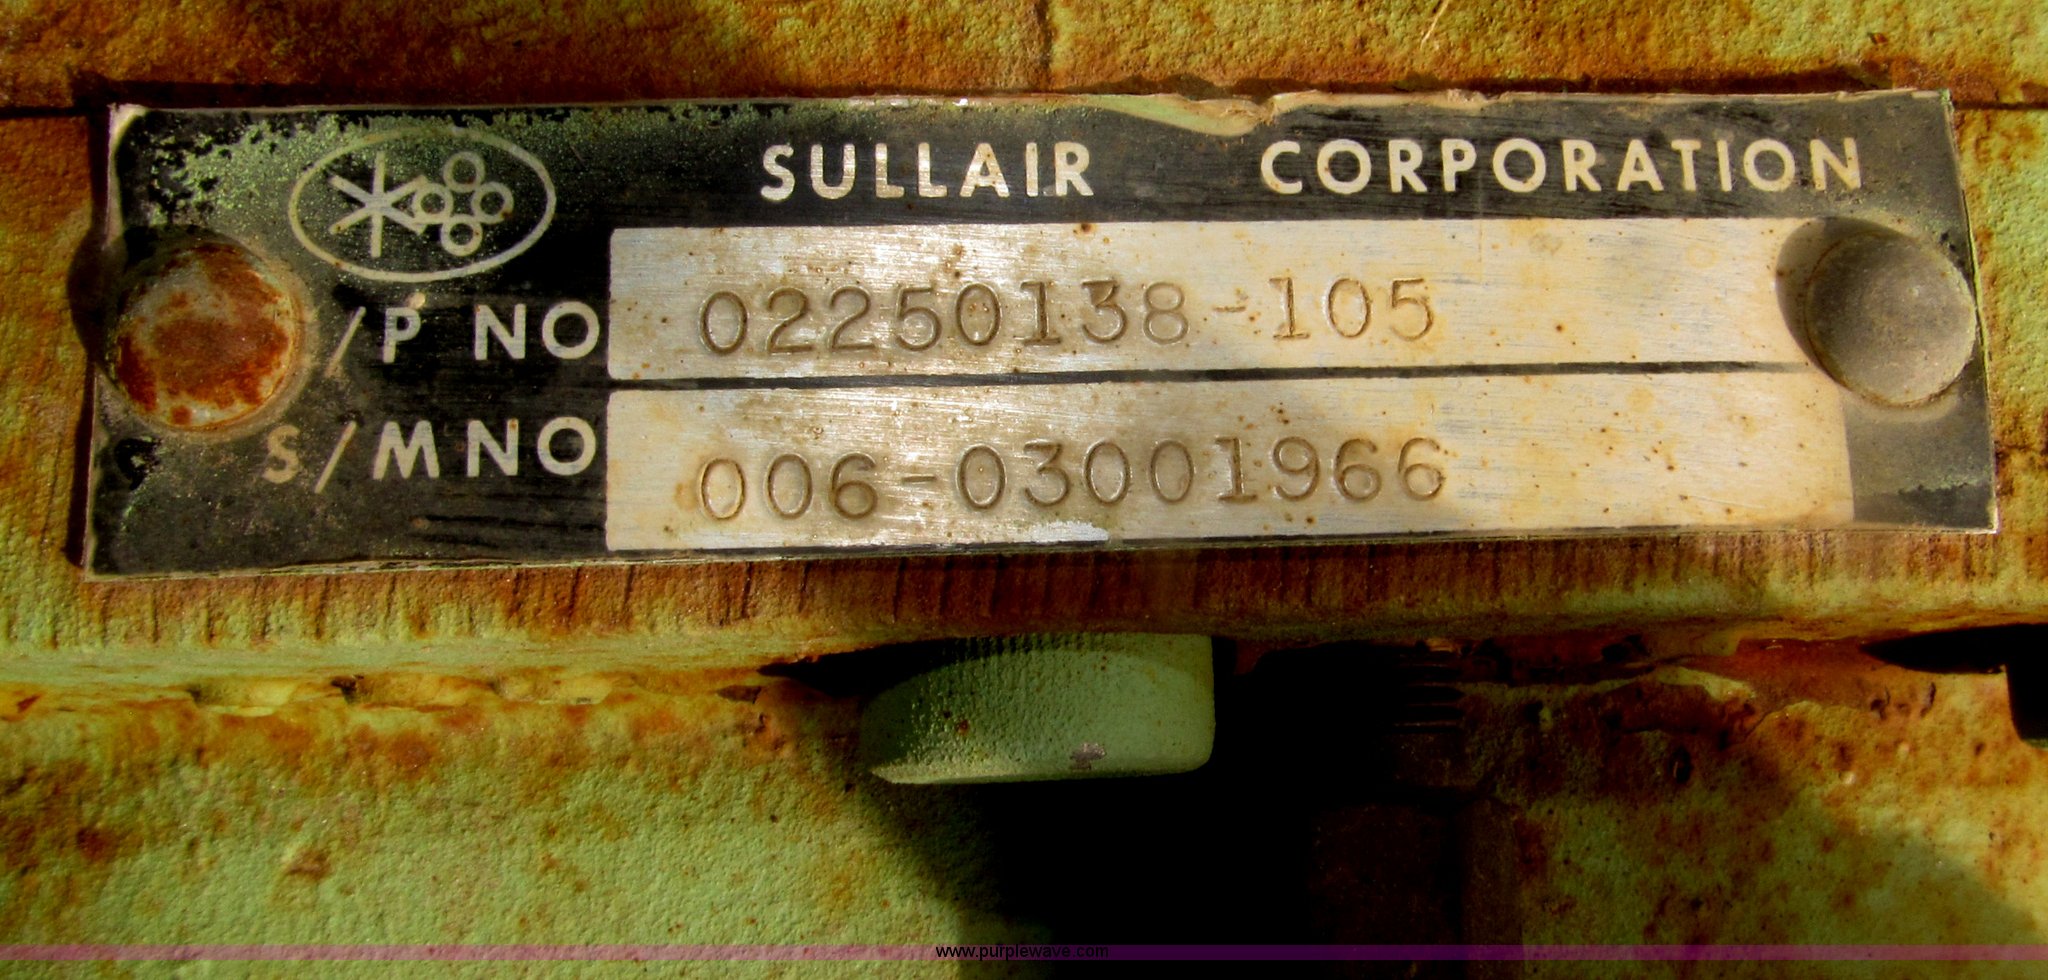 SULLAIR CORPORATION
/P NO 02250138-105
S/M NO 006-03001966
www.purplewave.com